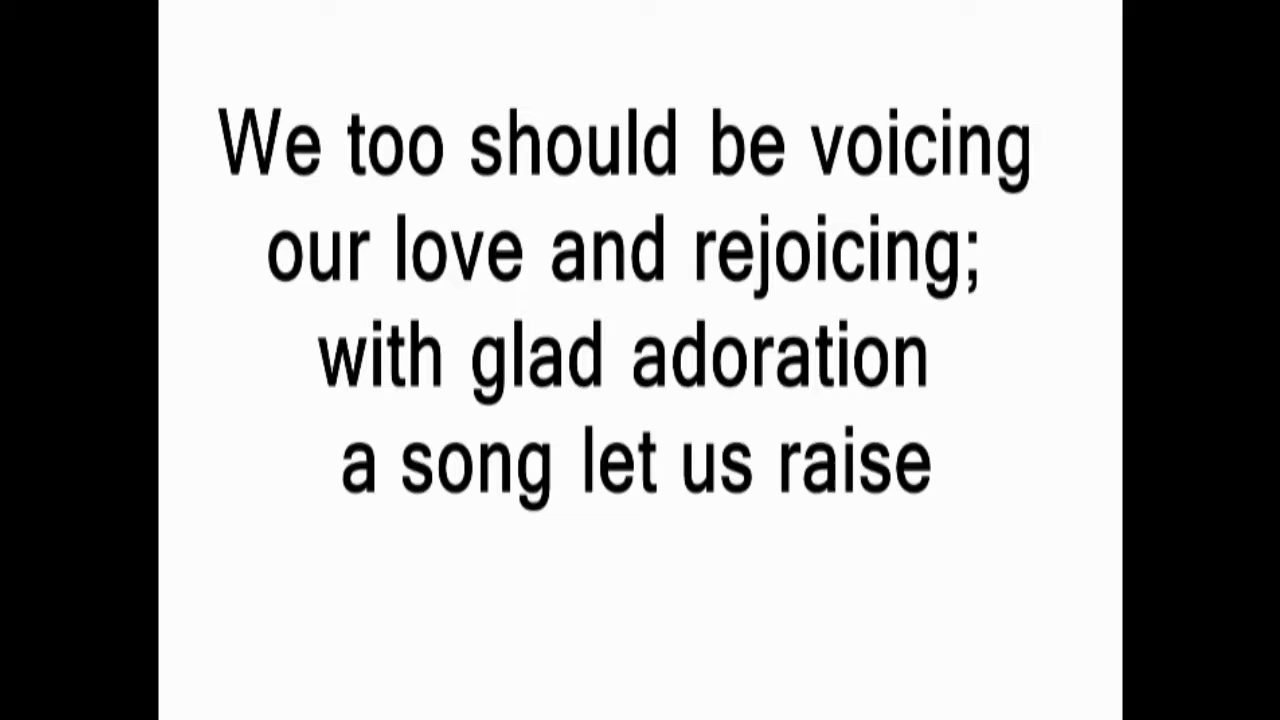 We too should be voicing
our love and rejoicing;
with glad adoration
a song let us raise